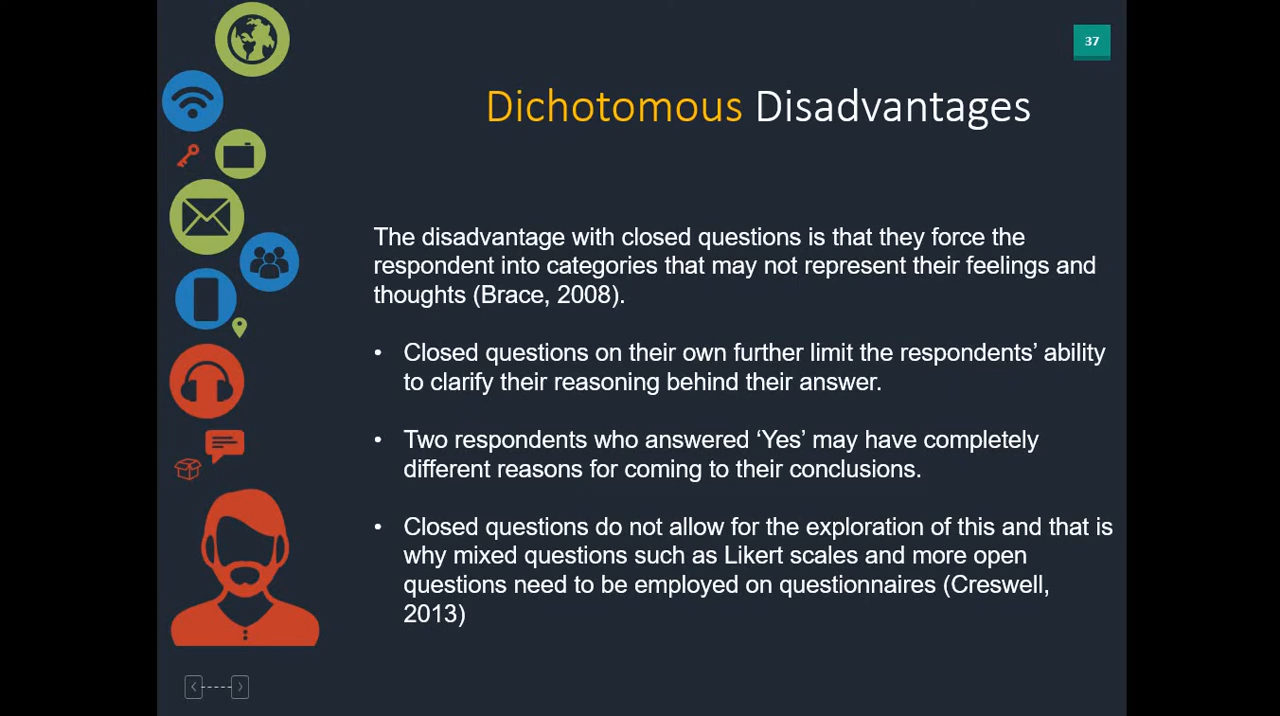 37
Dichotomous Disadvantages
The disadvantage with closed questions is that they force the
respondent into categories that may not represent their feelings and
thoughts (Brace, 2008).
• Closed questions on their own further limit the respondents’ ability
to clarify their reasoning behind their answer.
• Two respondents who answered ‘Yes’ may have completely
different reasons for coming to their conclusions.
• Closed questions do not allow for the exploration of this and that is
why mixed questions such as Likert scales and more open
questions need to be employed on questionnaires (Creswell,
2013)